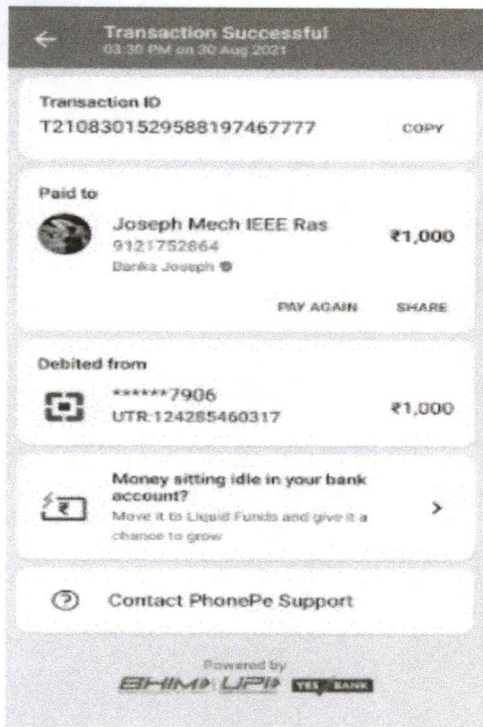 Transaction Successful
03:30 PM on 30 Aug 2021
Transaction ID
T2108301529588197467777 COPY
Paid to
Joseph Mech IEEE Ras ₹1,000
9121752864
Banka Joseph
PAY AGAIN SHARE
Debited from
******7906 ₹1,000
UTR:124285460317
Money sitting idle in your bank
account?
Move it to Liquid Funds and give it a
chance to grow
Contact PhonePe Support
Powered by
BHIM UPI YES BANK